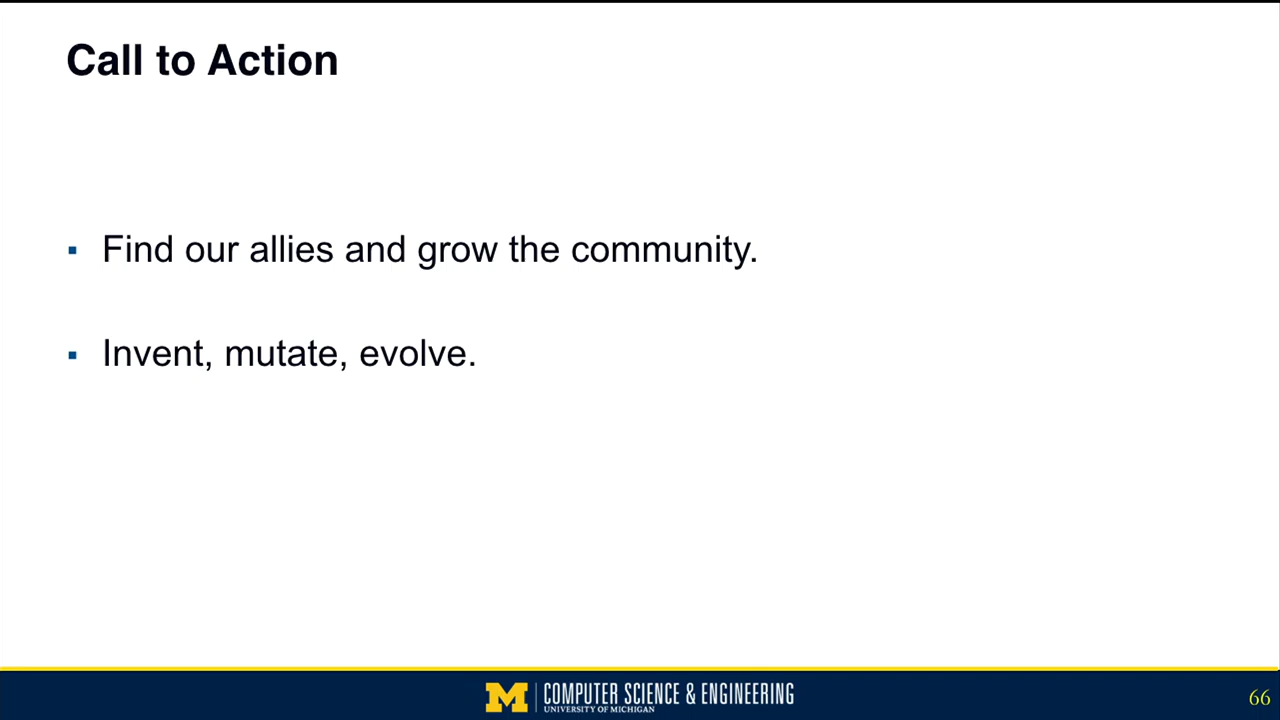 Call to Action
▪ Find our allies and grow the community.
▪ Invent, mutate, evolve.
M COMPUTER SCIENCE & ENGINEERING
UNIVERSITY OF MICHIGAN
66